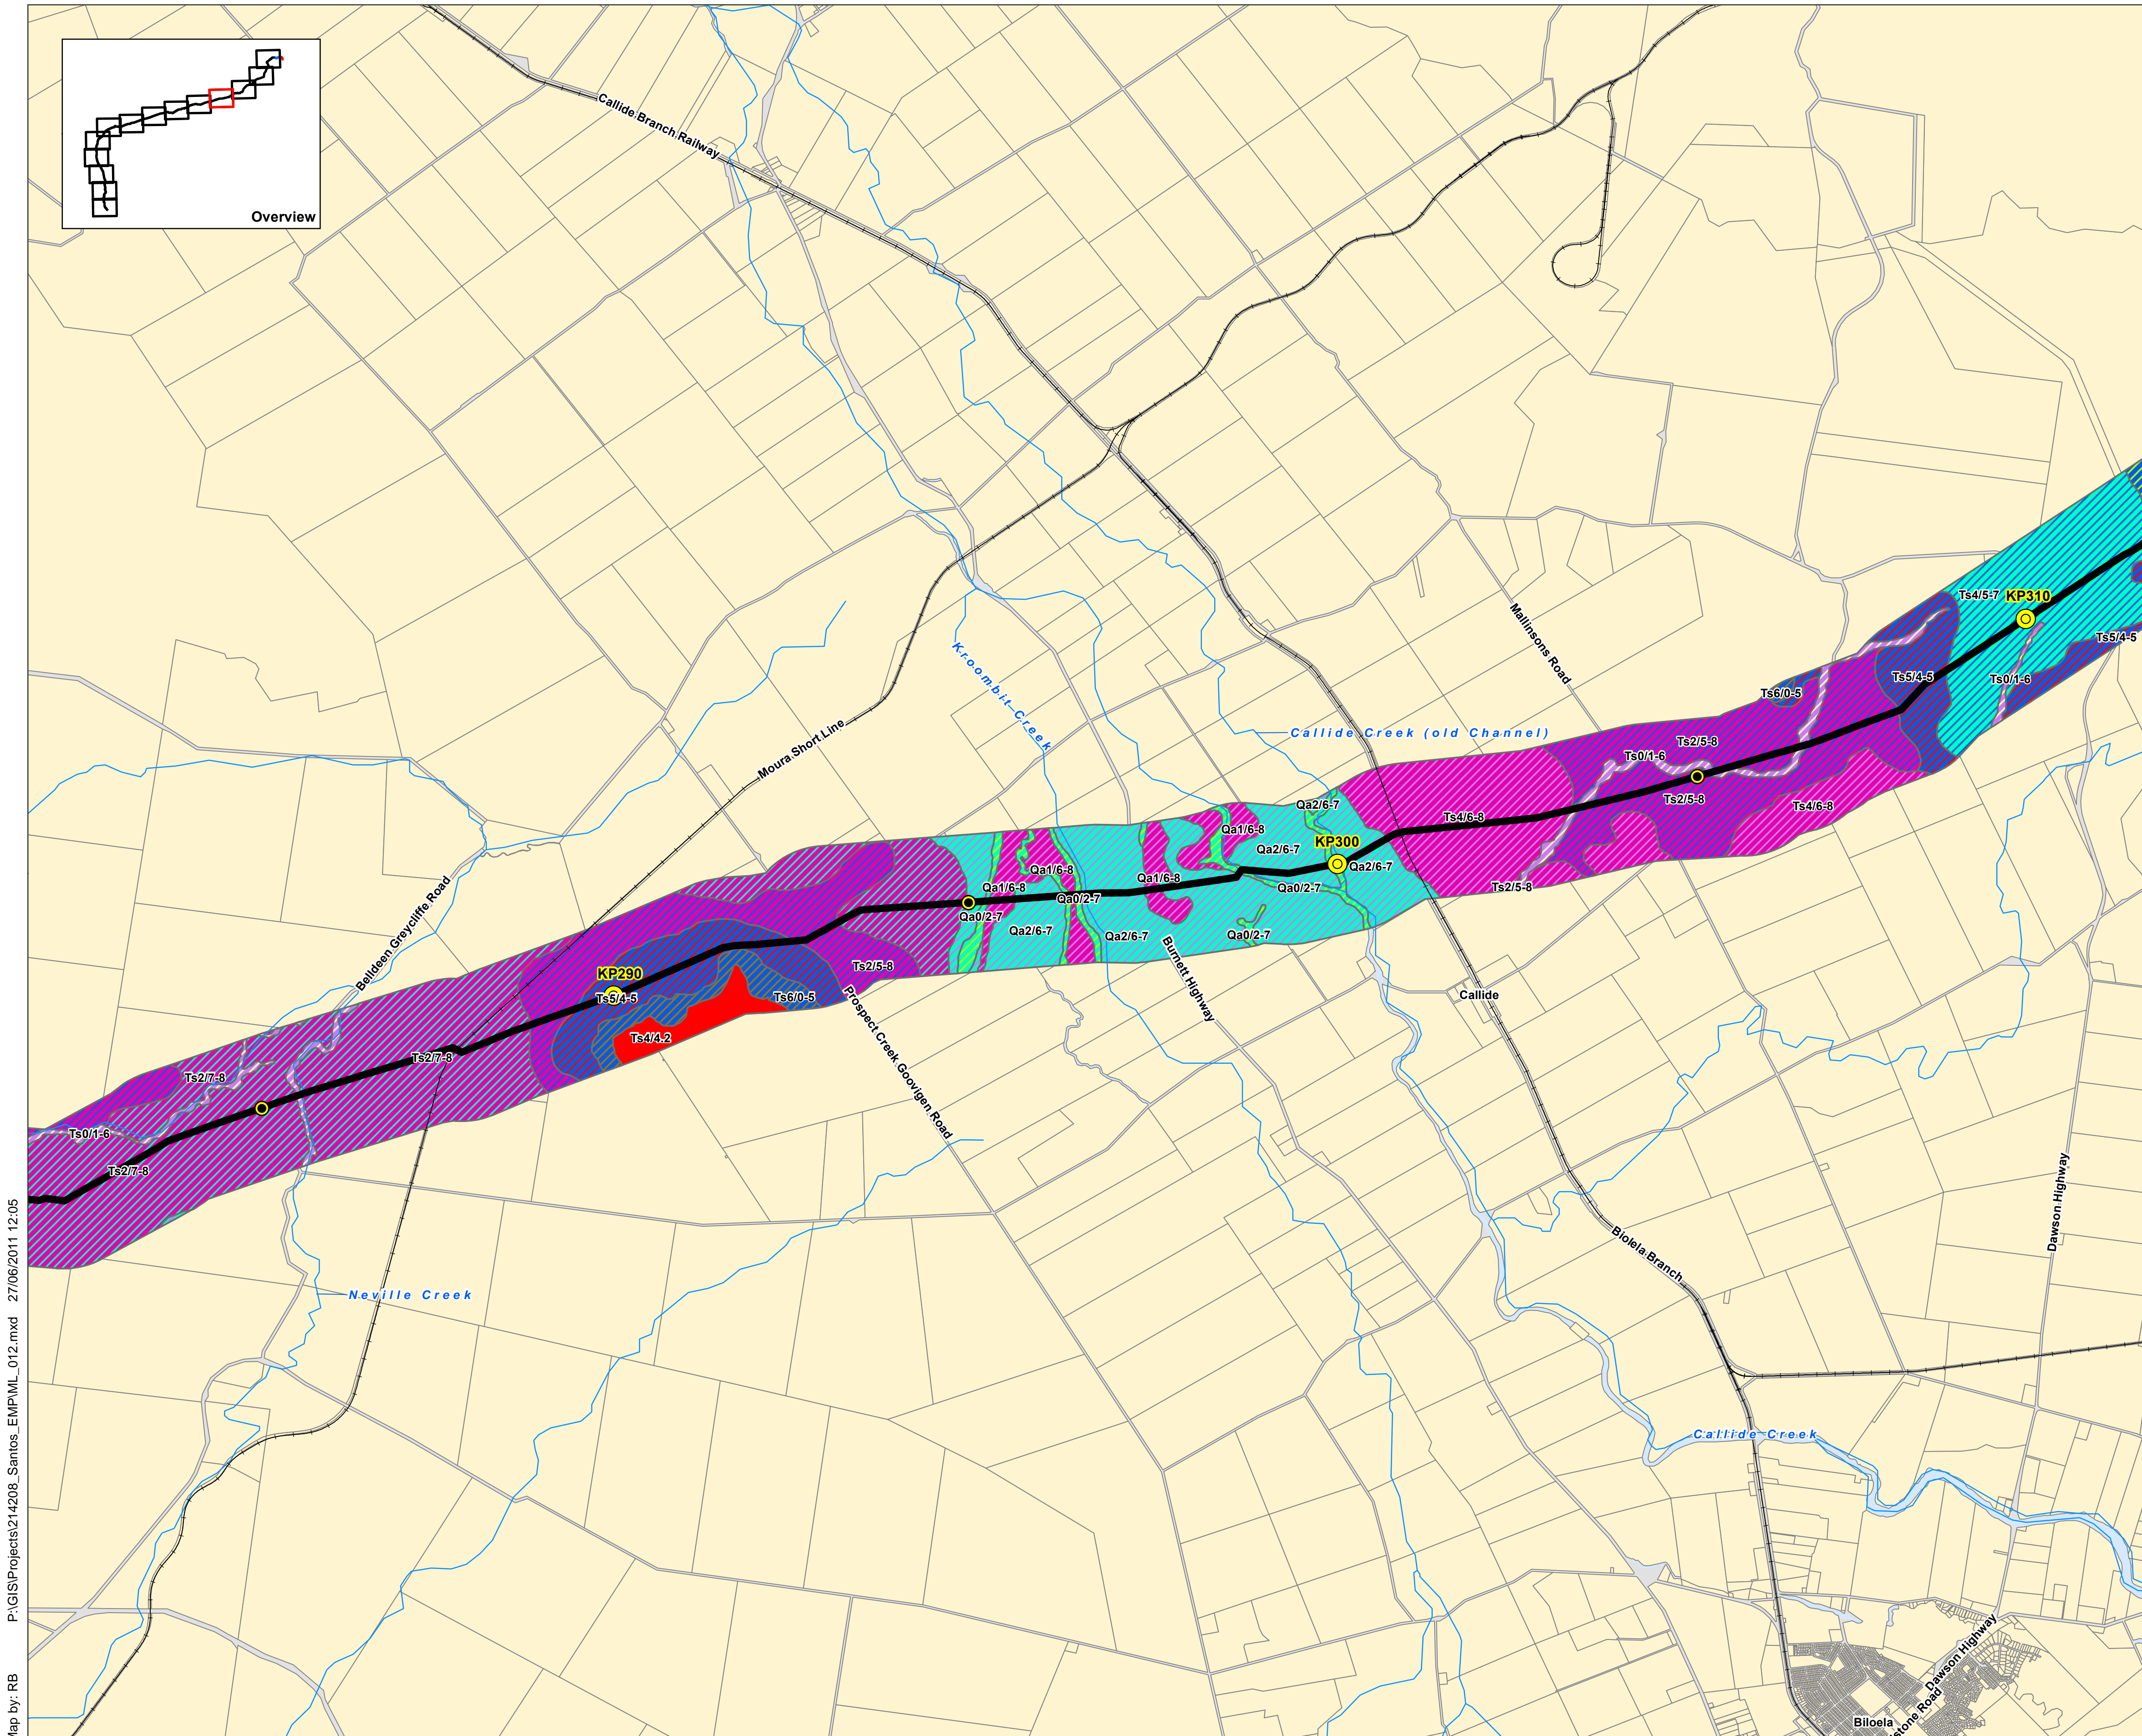 Overview
Callide Branch Railway
Mallinsons Road
Ts4/5-7
KP310
Ts5/4-5
Kroombit Creek
Ts5/4-5
Ts0/1-6
Ts6/0-5
Moura Short Line
Callide Creek (old Channel)
Ts2/5-8
Ts0/1-6
Ts2/5-8
Ts4/6-8
Qa2/6-7
Ts4/6-8
Qa1/6-8
KP300
Qa2/6-7
Qa1/6-8
Qa2/6-7
Qa1/6-8
Qa1/6-8
Qa0/2-7
Ts2/5-8
Qa0/2-7
Qa0/2-7
Qa2/6-7
Qa2/6-7
Qa0/2-7
Belldeen Greycliffe Road
Burnett Highway
Ts2/5-8
KP290
Ts5/4-5
Ts6/0-5
Callide
Prospect Creek Goovigen Road
Ts4/4.2
Ts2/7-8
Ts2/7-8
Ts0/1-6
Ts2/7-8
Dawson Highway
Biolela Branch
Neville Creek
Callide Creek
Dawson Highway
stone Road
Biloela
Map by: RB P:\GIS\Projects\214208_Santos_EMP\ML_012.mxd 27/06/2011 12:05